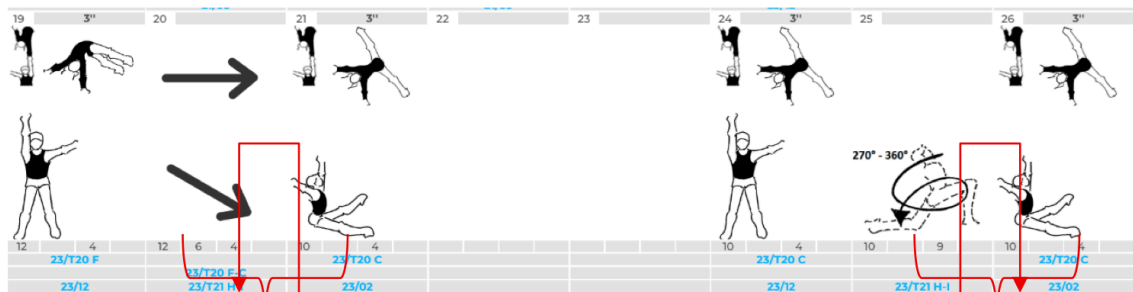 19 3'' 20 21 3'' 22 23 24 3'' 25 26 3''
270° - 360°
12 4 12 6 4 10 4 10 4 10 9 10 4
23/T20 F 23/T20 C 23/T20 C 23/T20 C
23/T20 F-C
23/12 23/T21 H 23/02 23/12 23/T21 H-I 23/02